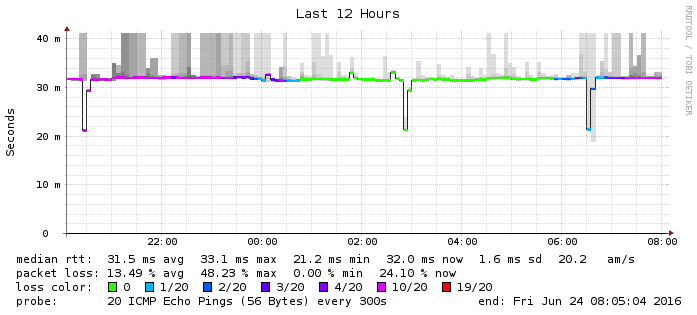 Last 12 Hours
RRDTOOL / TOBI OETIKER
Seconds
40 m
30 m
20 m
10 m
0
22:00 00:00 02:00 04:00 06:00 08:00
median rtt: 31.5 ms avg 33.1 ms max 21.2 ms min 32.0 ms now 1.6 ms sd 20.2 am/s
packet loss: 13.49 % avg 48.23 % max 0.00 % min 24.10 % now
loss color: 0 1/20 2/20 3/20 4/20 10/20 19/20
probe: 20 ICMP Echo Pings (56 Bytes) every 300s end: Fri Jun 24 08:05:04 2016